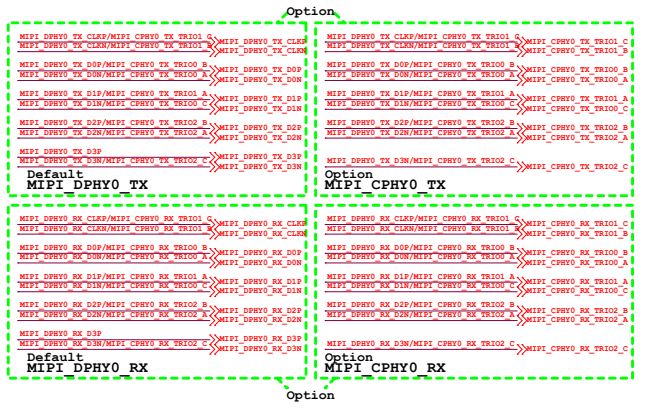 Option
MIPI_DPHY0_TX_CLKP/MIPI_CPHY0_TX_TRIO1_C
MIPI_DPHY0_TX_CLKP
MIPI_DPHY0_TX_CLKN/MIPI_CPHY0_TX_TRIO1_B
MIPI_DPHY0_TX_CLKN
MIPI_DPHY0_TX_D0P/MIPI_CPHY0_TX_TRIO0_B
MIPI_DPHY0_TX_D0P
MIPI_DPHY0_TX_D0N/MIPI_CPHY0_TX_TRIO0_A
MIPI_DPHY0_TX_D0N
MIPI_DPHY0_TX_D1P/MIPI_CPHY0_TX_TRIO1_A
MIPI_DPHY0_TX_D1P
MIPI_DPHY0_TX_D1N/MIPI_CPHY0_TX_TRIO0_C
MIPI_DPHY0_TX_D1N
MIPI_DPHY0_TX_D2P/MIPI_CPHY0_TX_TRIO2_B
MIPI_DPHY0_TX_D2P
MIPI_DPHY0_TX_D2N/MIPI_CPHY0_TX_TRIO2_A
MIPI_DPHY0_TX_D2N
MIPI_DPHY0_TX_D3P
MIPI_DPHY0_TX_D3P
MIPI_DPHY0_TX_D3N/MIPI_CPHY0_TX_TRIO2_C
MIPI_DPHY0_TX_D3N
Default
MIPI_DPHY0_TX
MIPI_DPHY0_TX_CLKP/MIPI_CPHY0_TX_TRIO1_C
MIPI_CPHY0_TX_TRIO1_C
MIPI_DPHY0_TX_CLKN/MIPI_CPHY0_TX_TRIO1_B
MIPI_CPHY0_TX_TRIO1_B
MIPI_DPHY0_TX_D0P/MIPI_CPHY0_TX_TRIO0_B
MIPI_CPHY0_TX_TRIO0_B
MIPI_DPHY0_TX_D0N/MIPI_CPHY0_TX_TRIO0_A
MIPI_CPHY0_TX_TRIO0_A
MIPI_DPHY0_TX_D1P/MIPI_CPHY0_TX_TRIO1_A
MIPI_CPHY0_TX_TRIO1_A
MIPI_DPHY0_TX_D1N/MIPI_CPHY0_TX_TRIO0_C
MIPI_CPHY0_TX_TRIO0_C
MIPI_DPHY0_TX_D2P/MIPI_CPHY0_TX_TRIO2_B
MIPI_CPHY0_TX_TRIO2_B
MIPI_DPHY0_TX_D2N/MIPI_CPHY0_TX_TRIO2_A
MIPI_CPHY0_TX_TRIO2_A
MIPI_DPHY0_TX_D3N/MIPI_CPHY0_TX_TRIO2_C
MIPI_CPHY0_TX_TRIO2_C
Option
MIPI_CPHY0_TX
MIPI_DPHY0_RX_CLKP/MIPI_CPHY0_RX_TRIO1_C
MIPI_DPHY0_RX_CLKP
MIPI_DPHY0_RX_CLKN/MIPI_CPHY0_RX_TRIO1_B
MIPI_DPHY0_RX_CLKN
MIPI_DPHY0_RX_D0P/MIPI_CPHY0_RX_TRIO0_B
MIPI_DPHY0_RX_D0P
MIPI_DPHY0_RX_D0N/MIPI_CPHY0_RX_TRIO0_A
MIPI_DPHY0_RX_D0N
MIPI_DPHY0_RX_D1P/MIPI_CPHY0_RX_TRIO1_A
MIPI_DPHY0_RX_D1P
MIPI_DPHY0_RX_D1N/MIPI_CPHY0_RX_TRIO0_C
MIPI_DPHY0_RX_D1N
MIPI_DPHY0_RX_D2P/MIPI_CPHY0_RX_TRIO2_B
MIPI_DPHY0_RX_D2P
MIPI_DPHY0_RX_D2N/MIPI_CPHY0_RX_TRIO2_A
MIPI_DPHY0_RX_D2N
MIPI_DPHY0_RX_D3P
MIPI_DPHY0_RX_D3P
MIPI_DPHY0_RX_D3N/MIPI_CPHY0_RX_TRIO2_C
MIPI_DPHY0_RX_D3N
Default
MIPI_DPHY0_RX
MIPI_DPHY0_RX_CLKP/MIPI_CPHY0_RX_TRIO1_C
MIPI_CPHY0_RX_TRIO1_C
MIPI_DPHY0_RX_CLKN/MIPI_CPHY0_RX_TRIO1_B
MIPI_CPHY0_RX_TRIO1_B
MIPI_DPHY0_RX_D0P/MIPI_CPHY0_RX_TRIO0_B
MIPI_CPHY0_RX_TRIO0_B
MIPI_DPHY0_RX_D0N/MIPI_CPHY0_RX_TRIO0_A
MIPI_CPHY0_RX_TRIO0_A
MIPI_DPHY0_RX_D1P/MIPI_CPHY0_RX_TRIO1_A
MIPI_CPHY0_RX_TRIO1_A
MIPI_DPHY0_RX_D1N/MIPI_CPHY0_RX_TRIO0_C
MIPI_CPHY0_RX_TRIO0_C
MIPI_DPHY0_RX_D2P/MIPI_CPHY0_RX_TRIO2_B
MIPI_CPHY0_RX_TRIO2_B
MIPI_DPHY0_RX_D2N/MIPI_CPHY0_RX_TRIO2_A
MIPI_CPHY0_RX_TRIO2_A
MIPI_DPHY0_RX_D3N/MIPI_CPHY0_RX_TRIO2_C
MIPI_CPHY0_RX_TRIO2_C
Option
MIPI_CPHY0_RX
Option